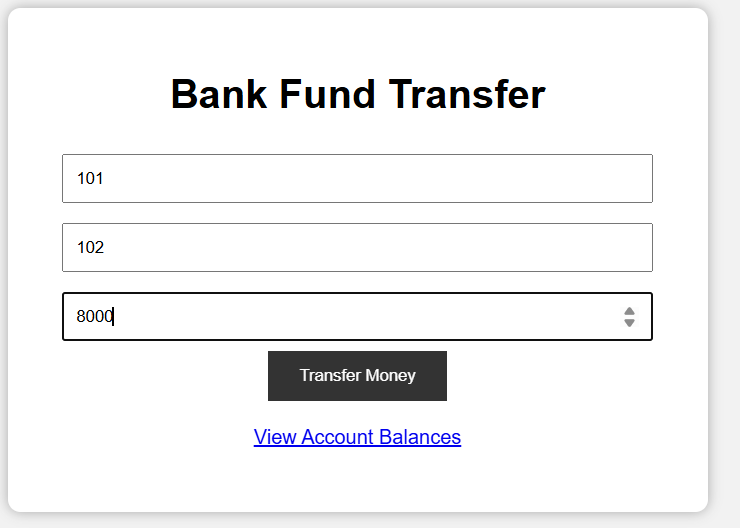 Bank Fund Transfer
101
102
8000
Transfer Money
View Account Balances